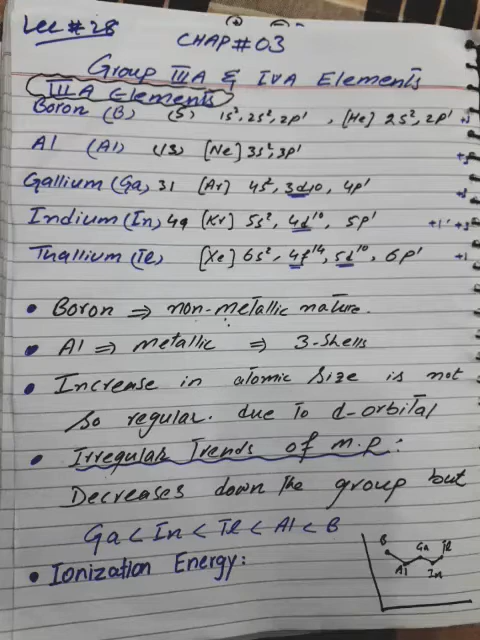 Lec # 28
CHAP # 03
Group IIIA & IVA Elements
IIIA Elements
Boron (B) (5) 1s², 2s², 2p¹ , [He] 2s², 2p¹ +3
Al (Al) (13) [Ne] 3s², 3p¹ +3
Gallium (Ga) 31 [Ar] 4s², 3d10, 4p¹
Indium (In) 49 [Kr] 5s², 4d¹⁰, 5p¹ +1, +3
Thallium (Tl) [Xe] 6s², 4f¹⁴, 5d¹⁰, 6p¹ +1
• Boron ⇒ non-metallic nature.
• Al ⇒ metallic ⇒ 3-shells
• Increase in atomic size is not
so regular. due to d-orbital
• Irregular Trends of m.p:
Decreases down the group but
Ga < In < Tl < Al < B
• Ionization Energy:
B Al Ga In Tl